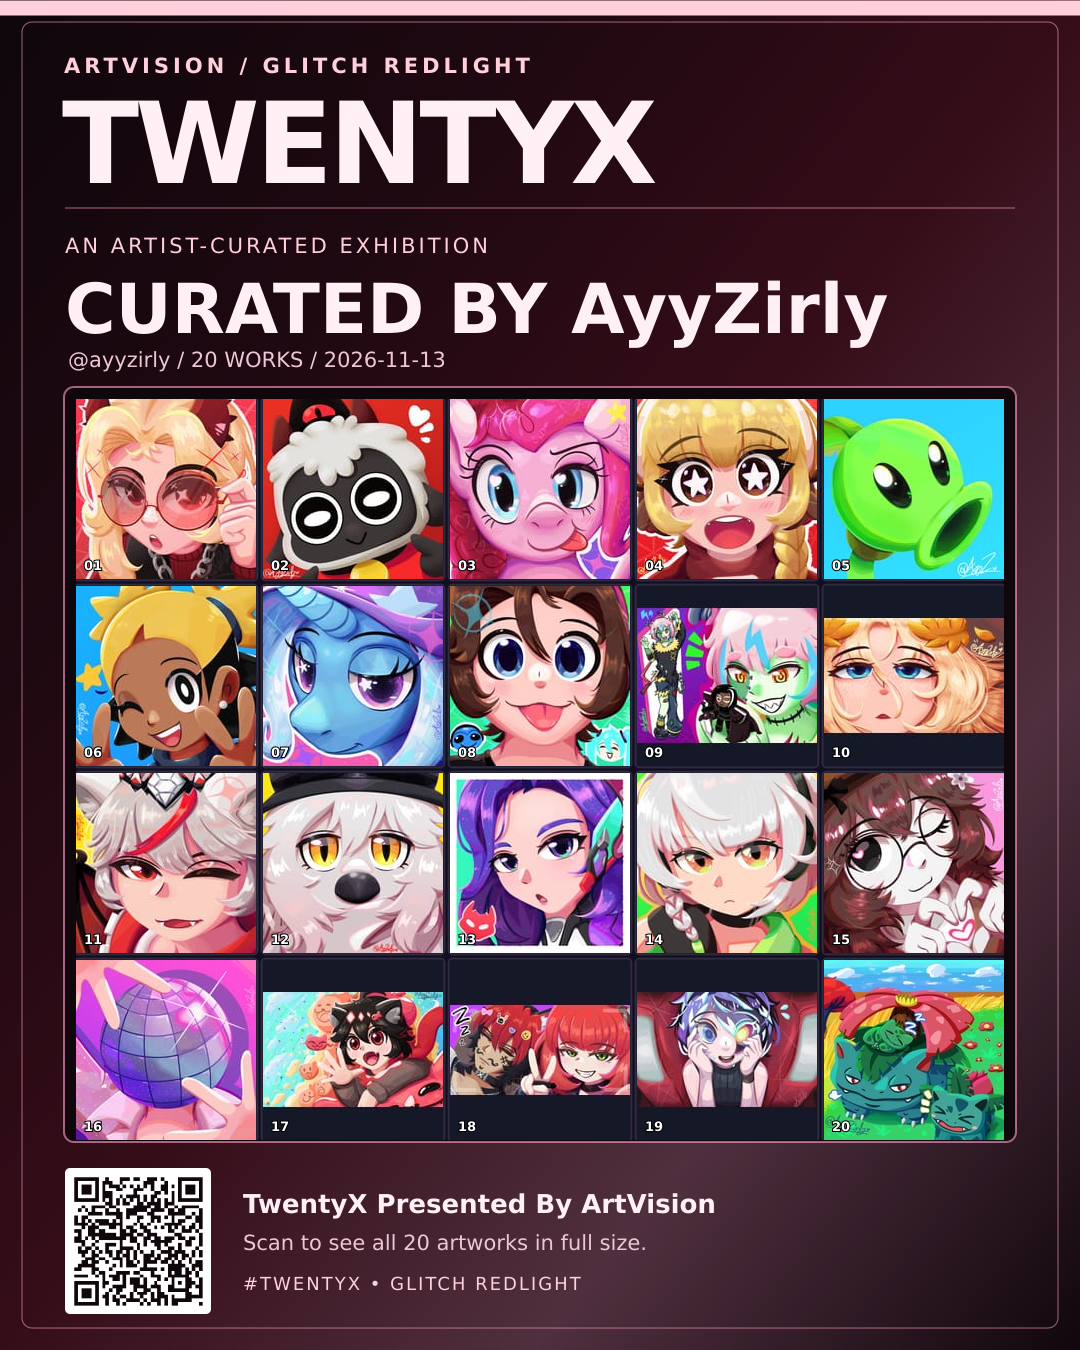 ARTVISION / GLITCH REDLIGHT
TWENTYX
AN ARTIST-CURATED EXHIBITION
CURATED BY AyyZirly
@ayyzirly / 20 WORKS / 2026-11-13
01
02
03
04
05
06
07
08
09
10
11
12
13
14
15
16
17
18
19
20
TwentyX Presented By ArtVision
Scan to see all 20 artworks in full size.
#TWENTYX • GLITCH REDLIGHT